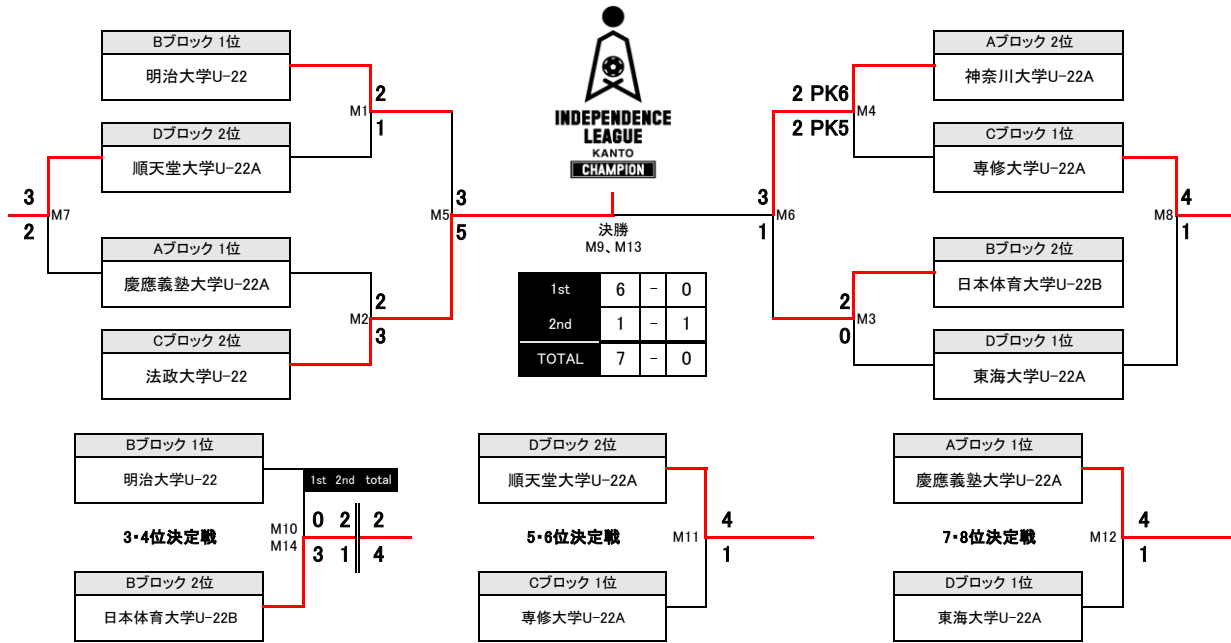 Bブロック 1位
明治大学U-22
Dブロック 2位
順天堂大学U-22A
Aブロック 1位
慶應義塾大学U-22A
Cブロック 2位
法政大学U-22
M1
2
1
M7
3
2
M2
2
3
M5
3
5
INDEPENDENCE
LEAGUE
KANTO
CHAMPION
決勝
M9、M13
1st 6 - 0
2nd 1 - 1
TOTAL 7 - 0
Aブロック 2位
神奈川大学U-22A
Cブロック 1位
専修大学U-22A
Bブロック 2位
日本体育大学U-22B
Dブロック 1位
東海大学U-22A
2 PK6
2 PK5
M4
3
1
M6
2
0
M3
4
1
M8
Bブロック 1位
明治大学U-22
3・4位決定戦
Bブロック 2位
日本体育大学U-22B
M10
M14
1st 2nd total
0 2 2
3 1 4
Dブロック 2位
順天堂大学U-22A
5・6位決定戦
Cブロック 1位
専修大学U-22A
M11
4
1
Aブロック 1位
慶應義塾大学U-22A
7・8位決定戦
Dブロック 1位
東海大学U-22A
M12
4
1